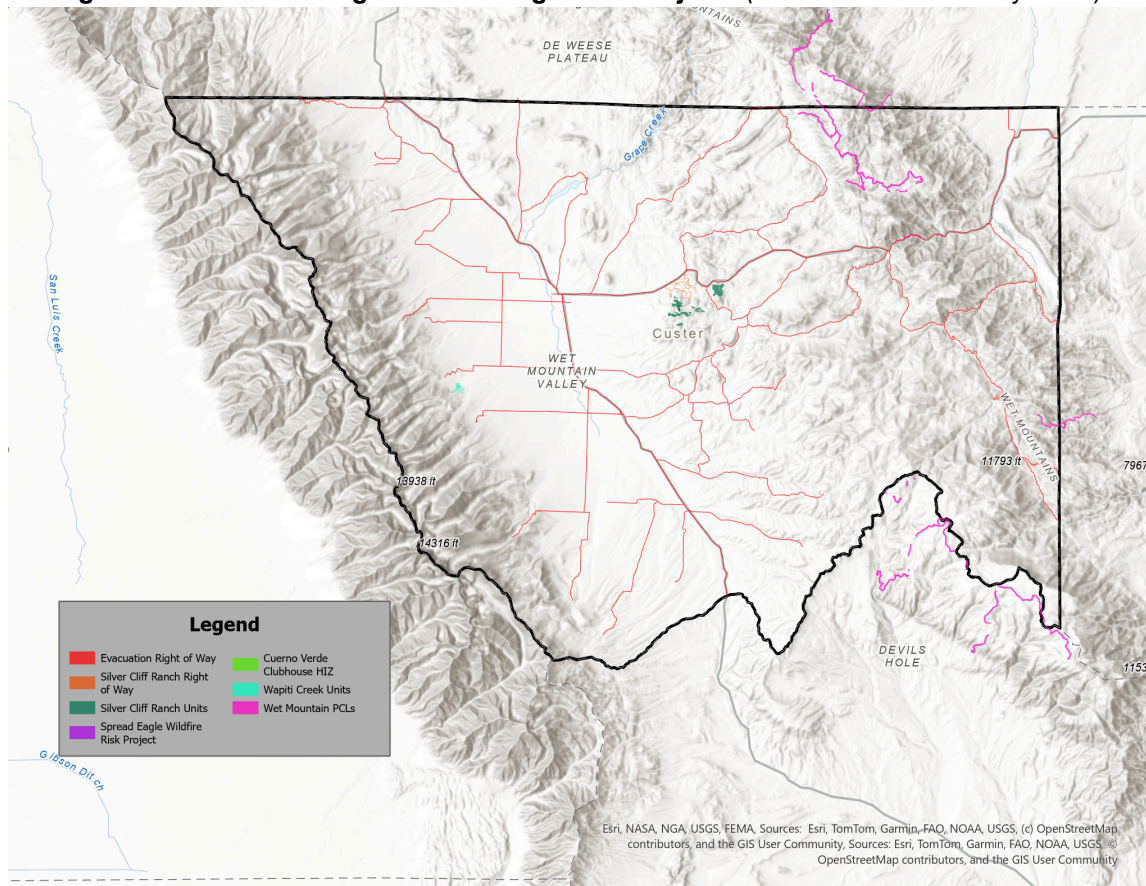 DE WEESE
PLATEAU
Grape Creek
San Luis Creek
Custer
WET
MOUNTAIN
VALLEY
WET MOUNTAINS
11793 ft
7967
13938 ft
14316 ft
DEVILS
HOLE
1153
Gibson Ditch
Legend
Evacuation Right of Way
Silver Cliff Ranch Right
of Way
Silver Cliff Ranch Units
Spread Eagle Wildfire
Risk Project
Cuerno Verde
Clubhouse HIZ
Wapiti Creek Units
Wet Mountain PCLs
Esri, NASA, NGA, USGS, FEMA, Sources: Esri, TomTom, Garmin, FAO, NOAA, USGS, (c) OpenStreetMap
contributors, and the GIS User Community, Sources: Esri, TomTom, Garmin, FAO, NOAA, USGS, ©
OpenStreetMap contributors, and the GIS User Community